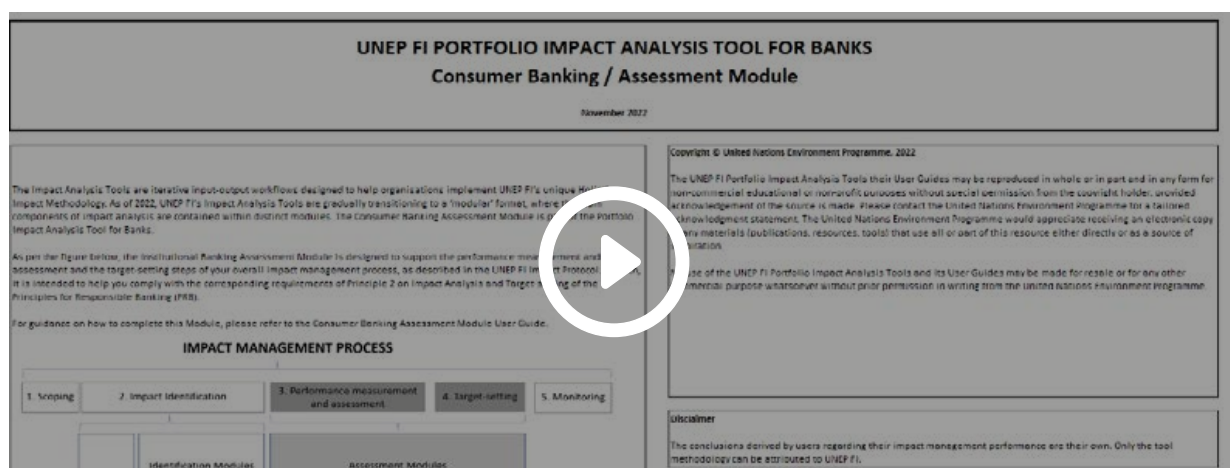 UNEP FI PORTFOLIO IMPACT ANALYSIS TOOL FOR BANKS
Consumer Banking / Assessment Module
November 2022
The Impact Analysis Tools are iterative input-output workflows designed to help organisations implement UNEP FI's unique
Impact Methodology. As of 2022, UNEP FI's Impact Analysis Tools are gradually transitioning to a 'modular' format, where the
components of impact analysis are contained within distinct modules. The Consumer Banking Assessment Module is the Portfolio
Impact Analysis Tool for Banks.
As per the figure below, the Institutional Banking Assessment Module is designed to support the performance measurement and
assessment and the target-setting steps of your overall impact management process, as described in the UNEP FI Impact Protocol
It is intended to help you comply with the corresponding requirements of Principle 2 on Impact Analysis and Target setting of the
Principles for Responsible Banking (PRB).
For guidance on how to complete this Module, please refer to the Consumer Banking Assessment Module User Guide.
IMPACT MANAGEMENT PROCESS
1. Scoping
2. Impact Identification
3. Performance measurement
and assessment
4. Target-setting
5. Monitoring
Identification Modules
Assessment Modules
Copyright © United Nations Environment Programme, 2022
The UNEP FI Portfolio Impact Analysis Tools their User Guides may be reproduced in whole or in part and in any form for
non-commercial educational or non-profit purposes without special permission from the copyright holder, provided
acknowledgement of the source is made. Please contact the United Nations Environment Programme for a tailored
acknowledgment statement. The United Nations Environment Programme would appreciate receiving an electronic copy
any materials (publications, resources, tools) that use all or part of this resource either directly or as a source of
use of the UNEP FI Portfolio Impact Analysis Tools and its User Guides may be made for resale or for any other
commercial purpose whatsoever without prior permission in writing from the United Nations Environment Programme.
Disclaimer
The conclusions derived by users regarding their impact management performance are their own. Only the tool
methodology can be attributed to UNEP FI.